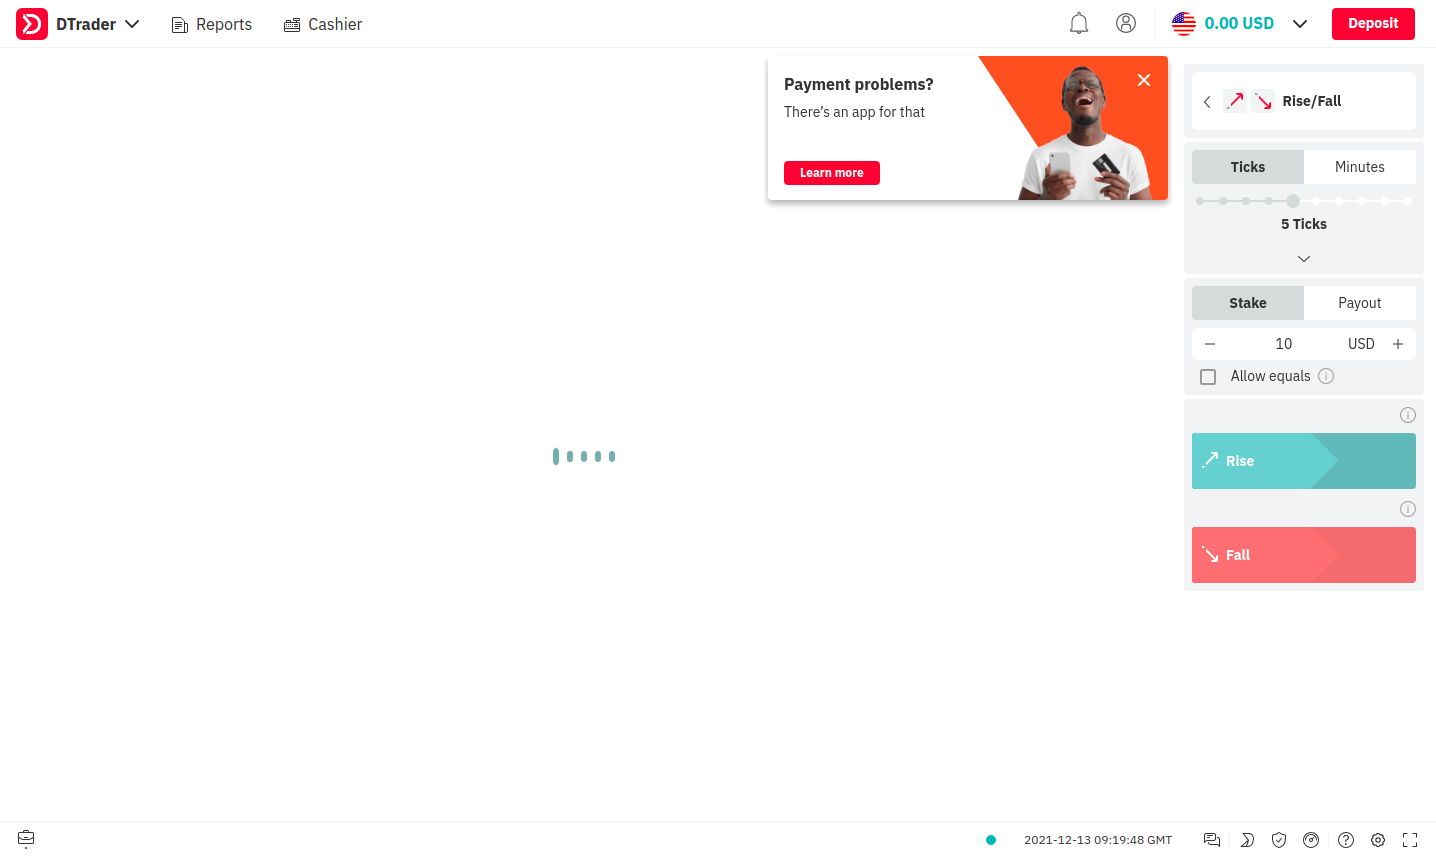 DTrader
Reports
Cashier
0.00 USD
Deposit
Payment problems?
There's an app for that
Learn more
Rise/Fall
Ticks
Minutes
5 Ticks
Stake
Payout
10
USD
Allow equals
Rise
Fall
2021-12-13 09:19:48 GMT